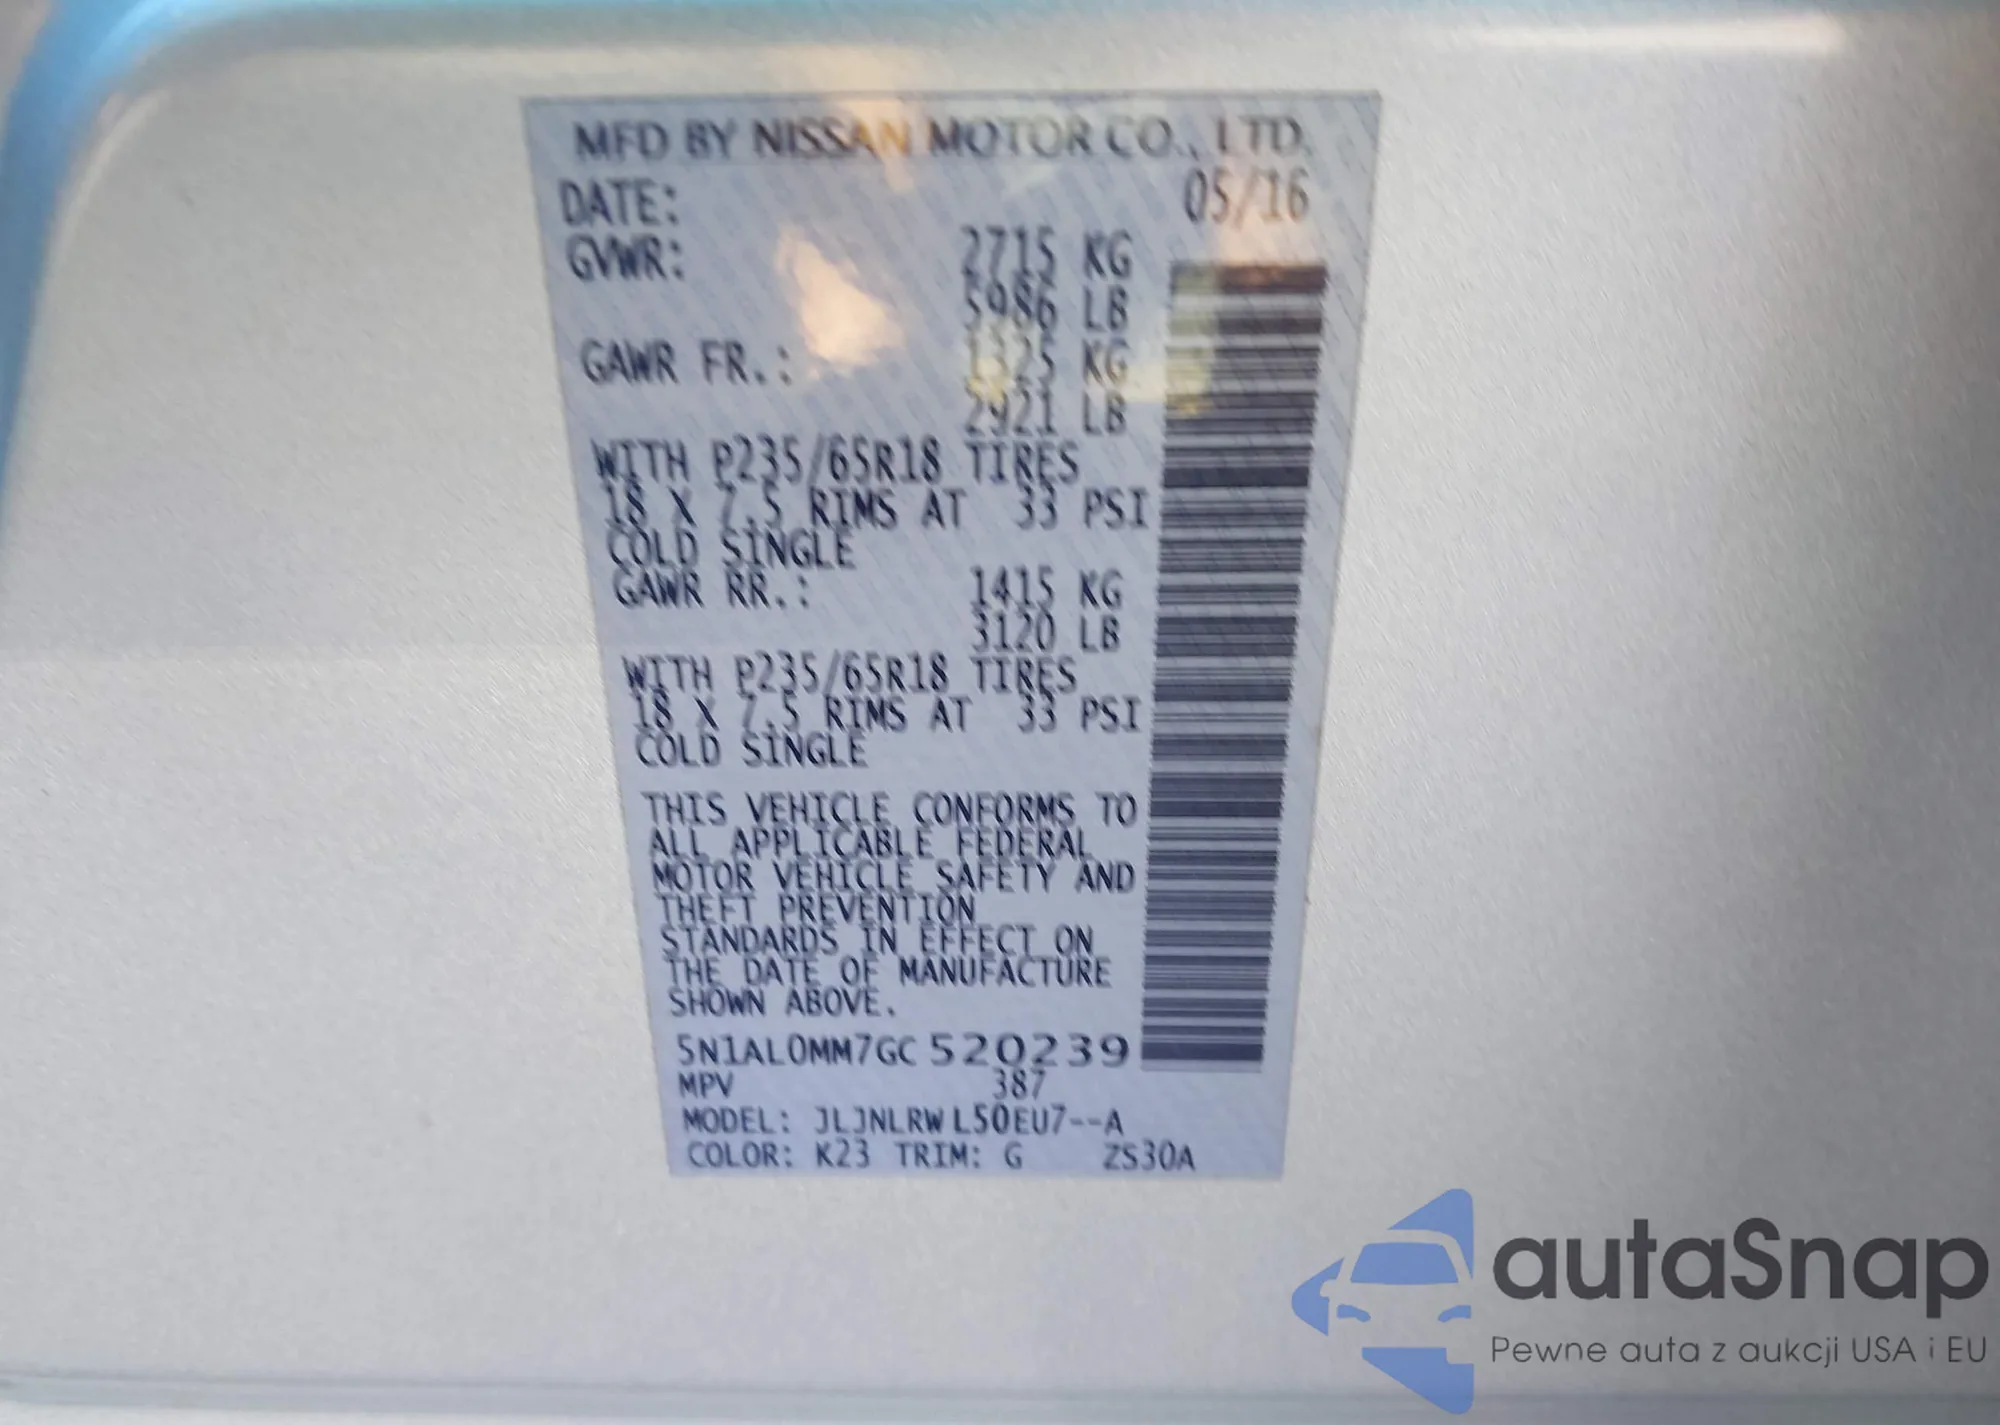 MFD BY NISSAN MOTOR CO., LTD.
DATE: 05/16
GVWR: 2715 KG
5986 LB
GAWR FR.: 1325 KG
2921 LB
WITH P235/65R18 TIRES
18 X 7.5 RIMS AT 33 PSI
COLD SINGLE
GAWR RR.: 1415 KG
3120 LB
WITH P235/65R18 TIRES
18 X 7.5 RIMS AT 33 PSI
COLD SINGLE
THIS VEHICLE CONFORMS TO
ALL APPLICABLE FEDERAL
MOTOR VEHICLE SAFETY AND
THEFT PREVENTION
STANDARDS IN EFFECT ON
THE DATE OF MANUFACTURE
SHOWN ABOVE.
5N1AL0MM7GC520239
MPV 387
MODEL: JLJNLRWL50EU7--A
COLOR: K23 TRIM: G ZS30A
autaSnap
Pewne auta z aukcji USA i EU